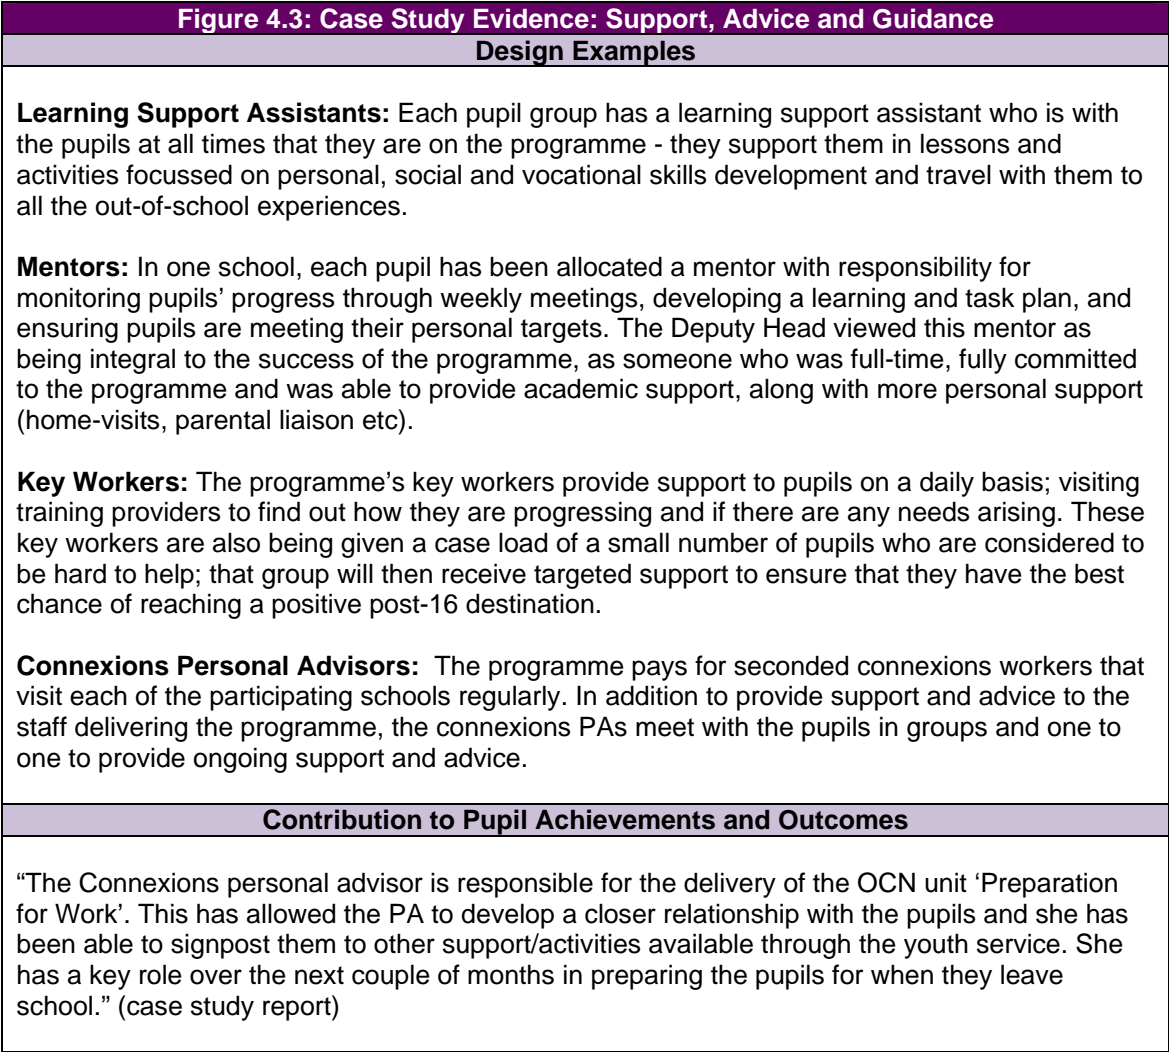 Figure 4.3: Case Study Evidence: Support, Advice and Guidance
Design Examples
Learning Support Assistants: Each pupil group has a learning support assistant who is with
the pupils at all times that they are on the programme - they support them in lessons and
activities focussed on personal, social and vocational skills development and travel with them to
all the out-of-school experiences.
Mentors: In one school, each pupil has been allocated a mentor with responsibility for
monitoring pupils’ progress through weekly meetings, developing a learning and task plan, and
ensuring pupils are meeting their personal targets. The Deputy Head viewed this mentor as
being integral to the success of the programme, as someone who was full-time, fully committed
to the programme and was able to provide academic support, along with more personal support
(home-visits, parental liaison etc).
Key Workers: The programme’s key workers provide support to pupils on a daily basis; visiting
training providers to find out how they are progressing and if there are any needs arising. These
key workers are also being given a case load of a small number of pupils who are considered to
be hard to help; that group will then receive targeted support to ensure that they have the best
chance of reaching a positive post-16 destination.
Connexions Personal Advisors: The programme pays for seconded connexions workers that
visit each of the participating schools regularly. In addition to provide support and advice to the
staff delivering the programme, the connexions PAs meet with the pupils in groups and one to
one to provide ongoing support and advice.
Contribution to Pupil Achievements and Outcomes
“The Connexions personal advisor is responsible for the delivery of the OCN unit ‘Preparation
for Work’. This has allowed the PA to develop a closer relationship with the pupils and she has
been able to signpost them to other support/activities available through the youth service. She
has a key role over the next couple of months in preparing the pupils for when they leave
school.” (case study report)